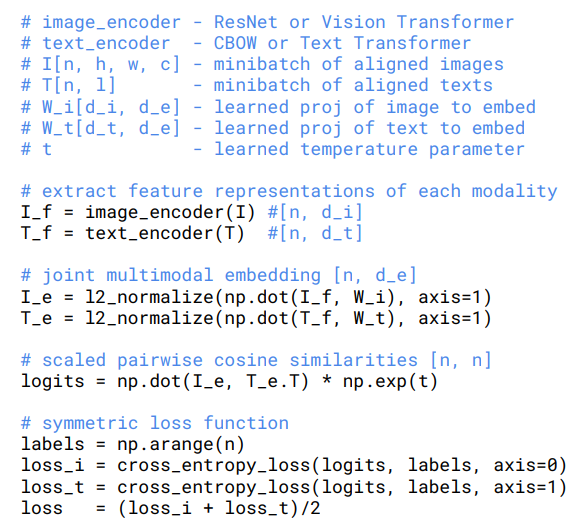 # image_encoder - ResNet or Vision Transformer
# text_encoder  - CBOW or Text Transformer
# I[n, h, w, c] - minibatch of aligned images
# T[n, l]       - minibatch of aligned texts
# W_i[d_i, d_e] - learned proj of image to embed
# W_t[d_t, d_e] - learned proj of text to embed
# t             - learned temperature parameter

# extract feature representations of each modality
I_f = image_encoder(I) #[n, d_i]
T_f = text_encoder(T)  #[n, d_t]

# joint multimodal embedding [n, d_e]
I_e = l2_normalize(np.dot(I_f, W_i), axis=1)
T_e = l2_normalize(np.dot(T_f, W_t), axis=1)

# scaled pairwise cosine similarities [n, n]
logits = np.dot(I_e, T_e.T) * np.exp(t)

# symmetric loss function
labels = np.arange(n)
loss_i = cross_entropy_loss(logits, labels, axis=0)
loss_t = cross_entropy_loss(logits, labels, axis=1)
loss   = (loss_i + loss_t)/2